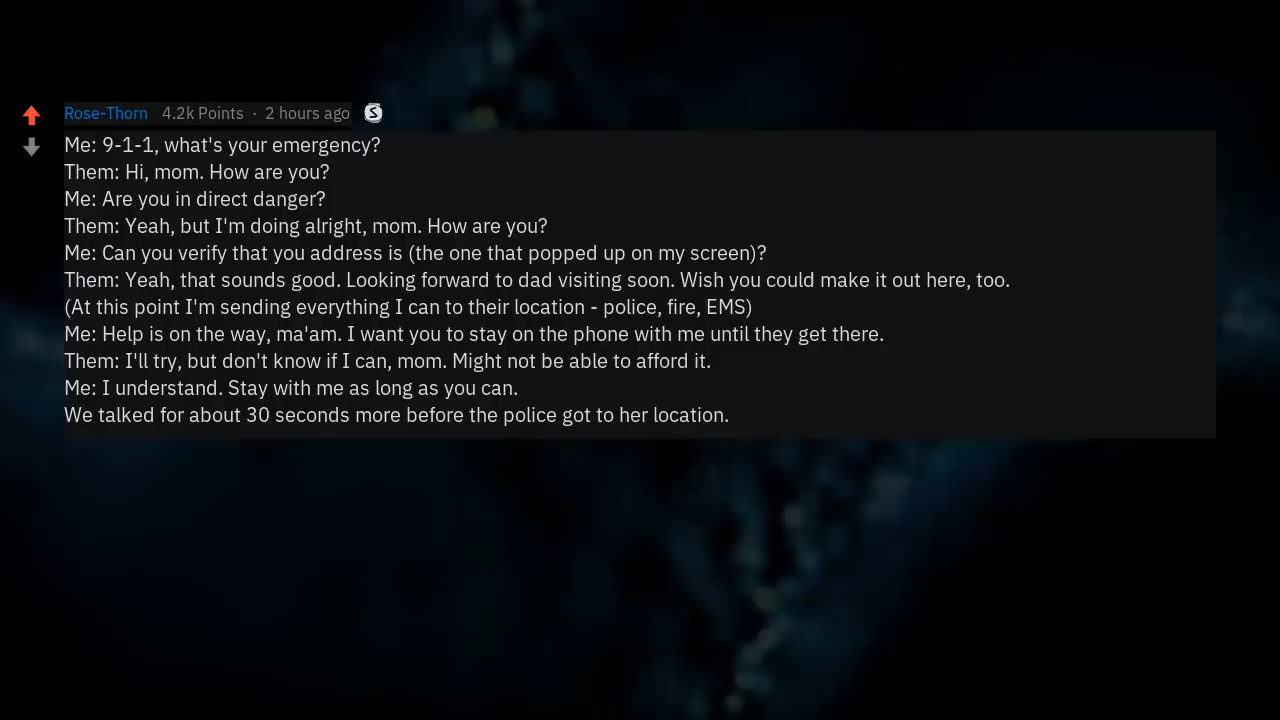 Rose-Thorn 4.2k Points · 2 hours ago S
Me: 9-1-1, what's your emergency?
Them: Hi, mom. How are you?
Me: Are you in direct danger?
Them: Yeah, but I'm doing alright, mom. How are you?
Me: Can you verify that you address is (the one that popped up on my screen)?
Them: Yeah, that sounds good. Looking forward to dad visiting soon. Wish you could make it out here, too.
(At this point I'm sending everything I can to their location - police, fire, EMS)
Me: Help is on the way, ma'am. I want you to stay on the phone with me until they get there.
Them: I'll try, but don't know if I can, mom. Might not be able to afford it.
Me: I understand. Stay with me as long as you can.
We talked for about 30 seconds more before the police got to her location.